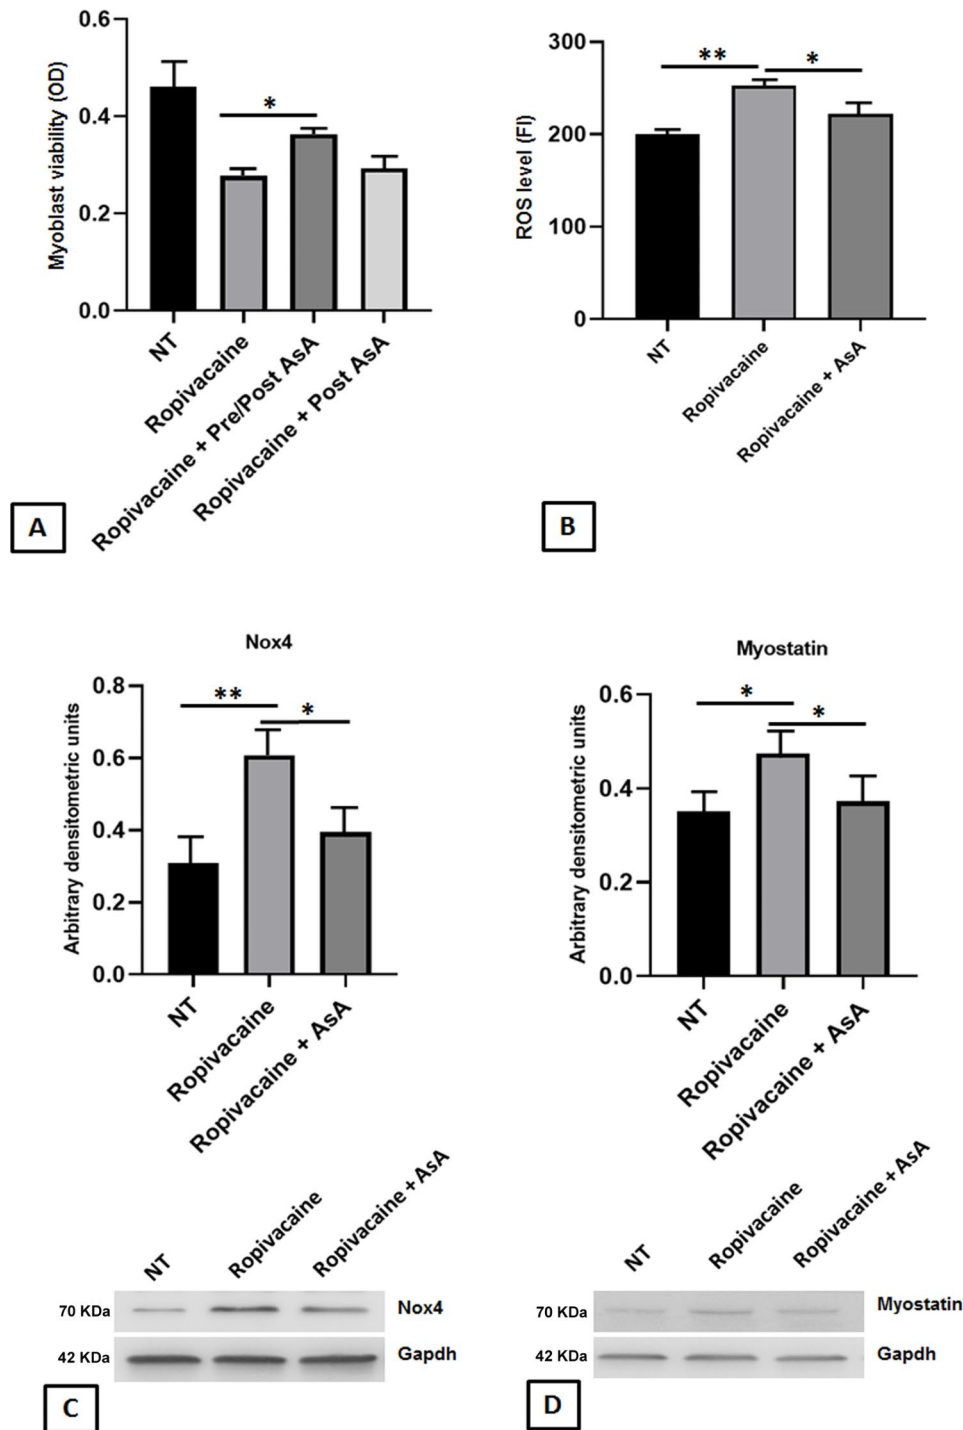 Myoblast viability (OD)
0.6
0.4
0.2
0.0
*
NT
Ropivacaine
Ropivacaine + Pre/Post AsA
Ropivacaine + Post AsA
A
ROS level (FI)
300
200
100
0
**
*
NT
Ropivacaine
Ropivacaine + AsA
B
Nox4
Arbitrary densitometric units
0.8
0.6
0.4
0.2
0.0
**
*
NT
Ropivacaine
Ropivacaine + AsA
NT
Ropivacaine
Ropivacaine + AsA
70 KDa
Nox4
42 KDa
Gapdh
C
Myostatin
Arbitrary densitometric units
0.6
0.4
0.2
0.0
*
*
NT
Ropivacaine
Ropivacaine + AsA
NT
Ropivacaine
Ropivacaine + AsA
70 KDa
Myostatin
42 KDa
Gapdh
D